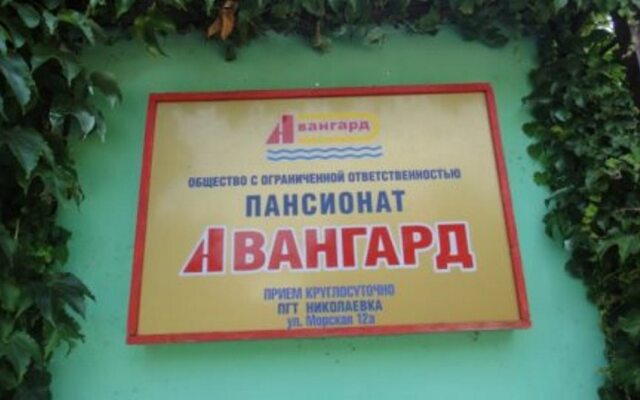 Авангард
ОБЩЕСТВО С ОГРАНИЧЕННОЙ ОТВЕТСТВЕННОСТЬЮ
ПАНСИОНАТ
АВАНГАРД
ПРИЕМ КРУГЛОСУТОЧНО
ПГТ НИКОЛАЕВКА
ул. Морская 12а